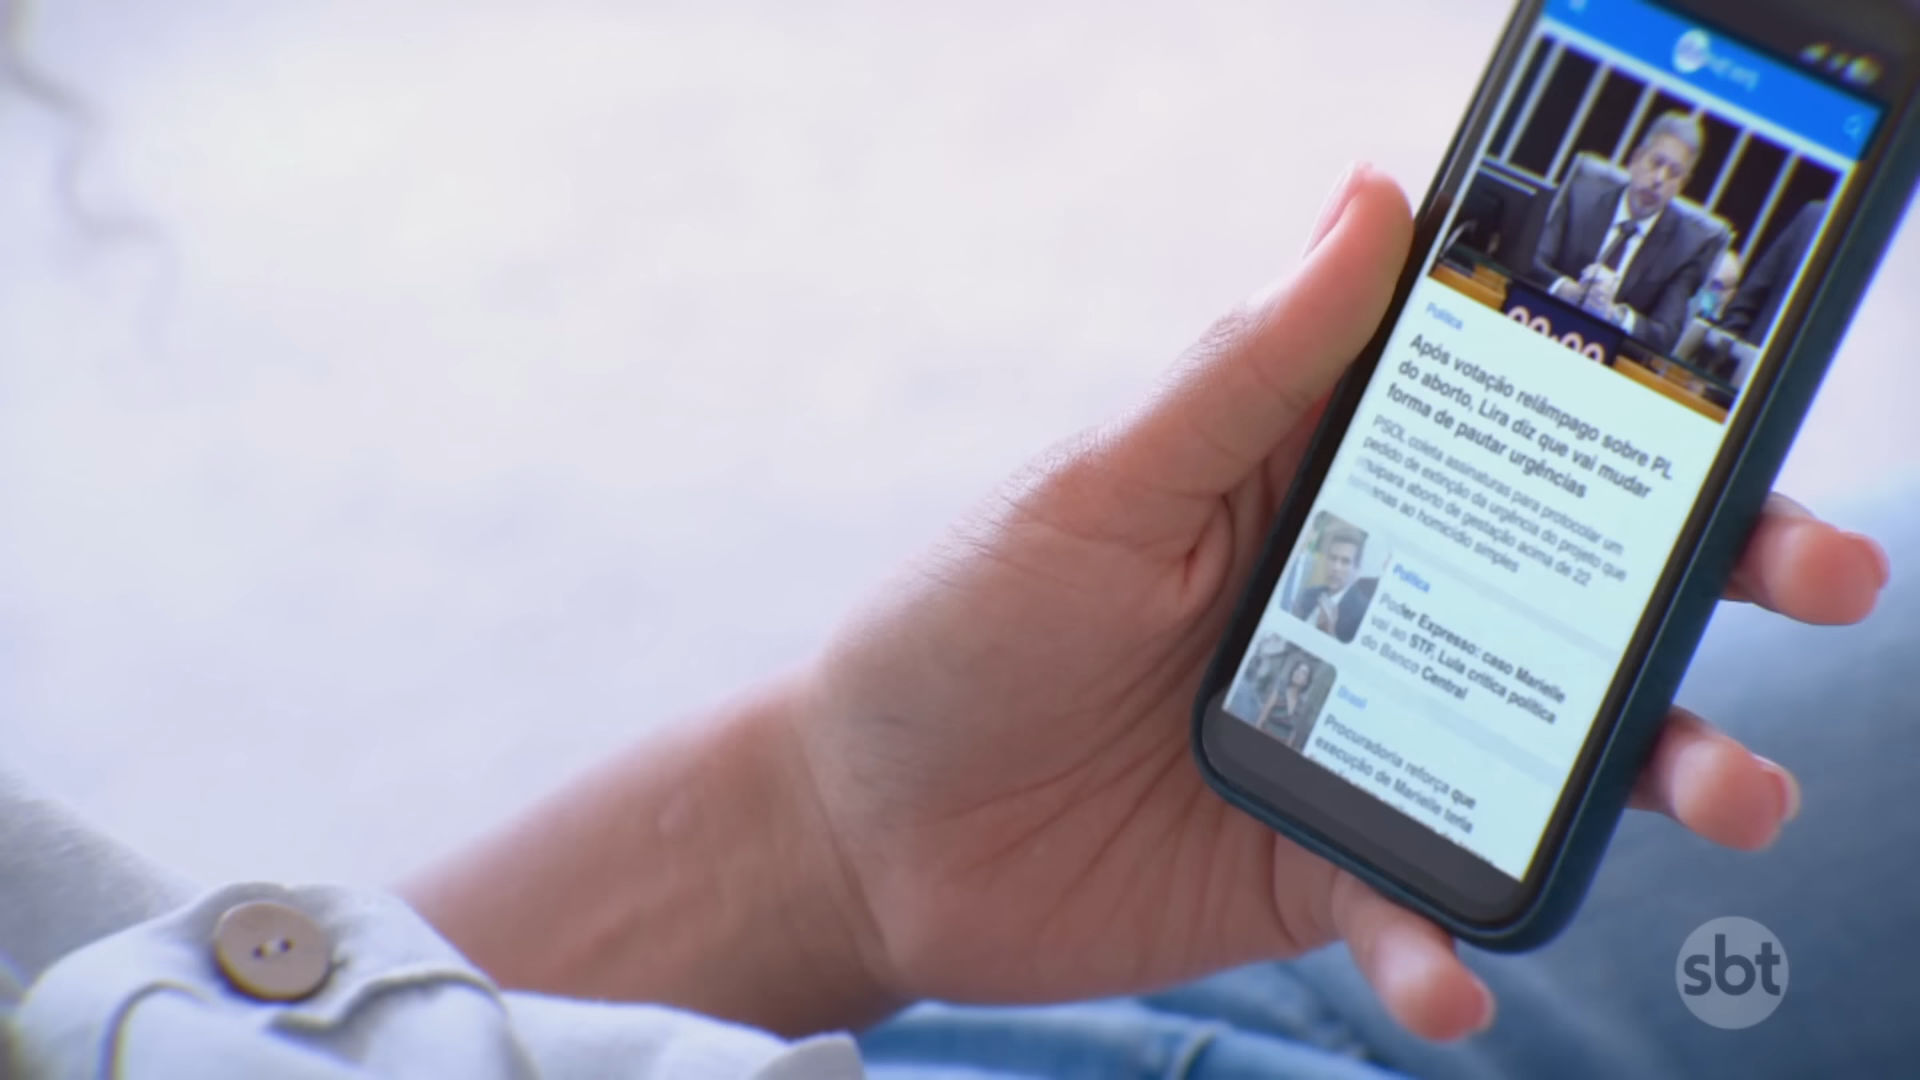 NEWS
Política
Após votação relâmpago sobre PL
do aborto, Lira diz que vai mudar
forma de pautar urgências
PSOL coleta assinaturas para protocolar um
pedido de extinção da urgência do projeto que
aborto de gestação acima de 22
ao homicídio simples
00:00
Política
Poder Expresso: caso Marielle
vai ao STF, Lula critica política
do Banco Central
Brasil
Procuradoria reforça que
execução de Marielle teria
sbt